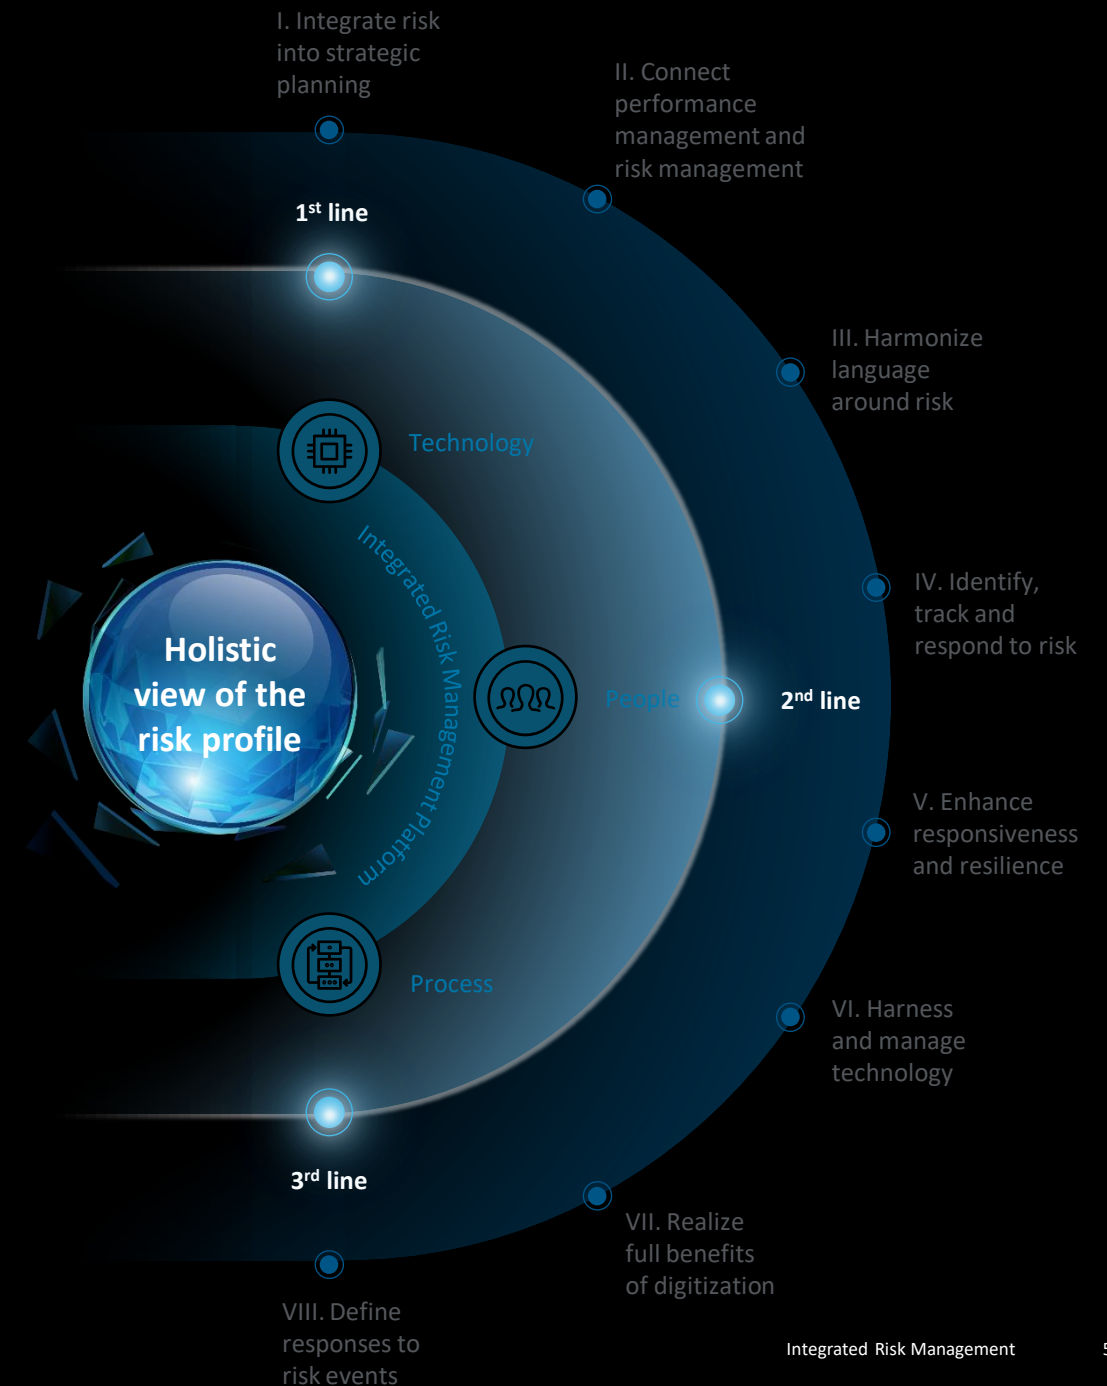 I. Integrate risk
into strategic
planning
II. Connect
performance
management and
risk management
1st line
III. Harmonize
language
around risk
Technology
Integrated Risk Management Platform
IV. Identify,
track and
respond to risk
Holistic
view of the
risk profile
People
2nd line
V. Enhance
responsiveness
and resilience
Process
VI. Harness
and manage
technology
3rd line
VII. Realize
full benefits
of digitization
VIII. Define
responses to
risk events
Integrated Risk Management 5